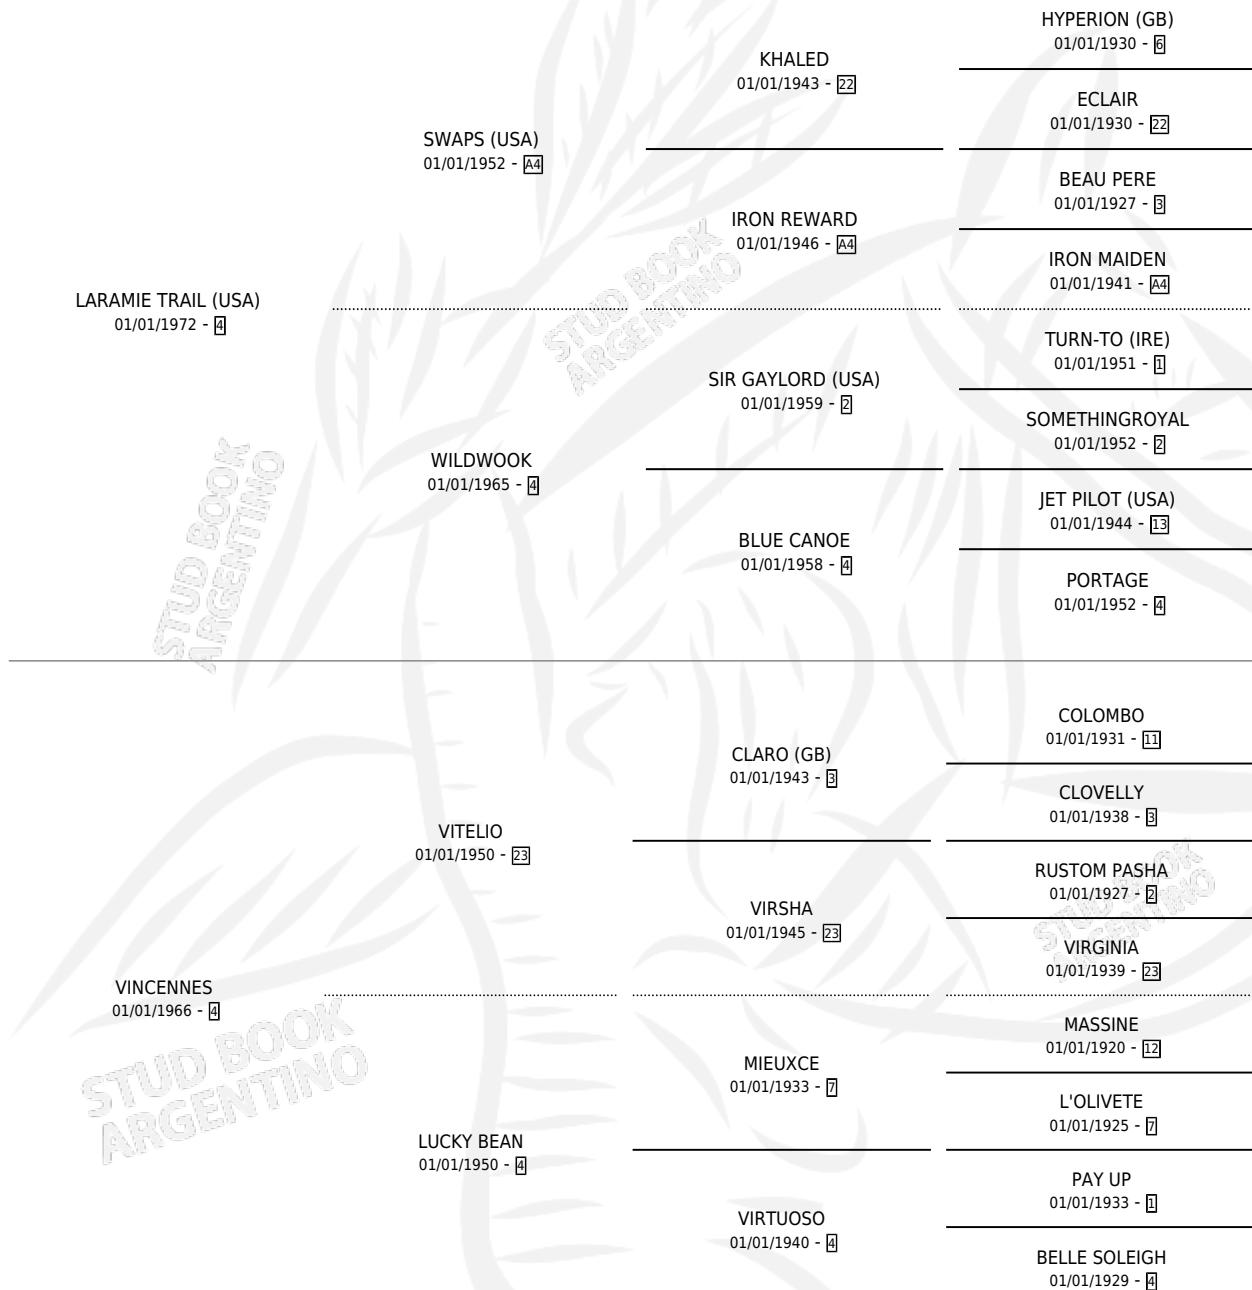 HYPERION (GB)
01/01/1930 - 6
KHALED
01/01/1943 - 22
ECLAIR
01/01/1930 - 22
SWAPS (USA)
01/01/1952 - A4
BEAU PERE
01/01/1927 - 3
IRON REWARD
01/01/1946 - A4
IRON MAIDEN
01/01/1941 - A4
LARAMIE TRAIL (USA)
01/01/1972 - 4
TURN-TO (IRE)
01/01/1951 - 1
SIR GAYLORD (USA)
01/01/1959 - 2
SOMETHINGROYAL
01/01/1952 - 2
WILDWOOK
01/01/1965 - 4
JET PILOT (USA)
01/01/1944 - 13
BLUE CANOE
01/01/1958 - 4
PORTAGE
01/01/1952 - 4
COLOMBO
01/01/1931 - 11
CLARO (GB)
01/01/1943 - 3
CLOVELLY
01/01/1938 - 3
VITELIO
01/01/1950 - 23
RUSTOM PASHA
01/01/1927 - 2
VIRSHA
01/01/1945 - 23
VIRGINIA
01/01/1939 - 23
VINCENNES
01/01/1966 - 4
MASSINE
01/01/1920 - 12
MIEUXCE
01/01/1933 - 7
L'OLIVETE
01/01/1925 - 7
LUCKY BEAN
01/01/1950 - 4
PAY UP
01/01/1933 - 1
VIRTUOSO
01/01/1940 - 4
BELLE SOLEIGH
01/01/1929 - 4
STUD BOOK
ARGENTINO
STUD BOOK
ARGENTINO
STUD BOOK
ARGENTINO
STUD BOOK
ARGENTINO